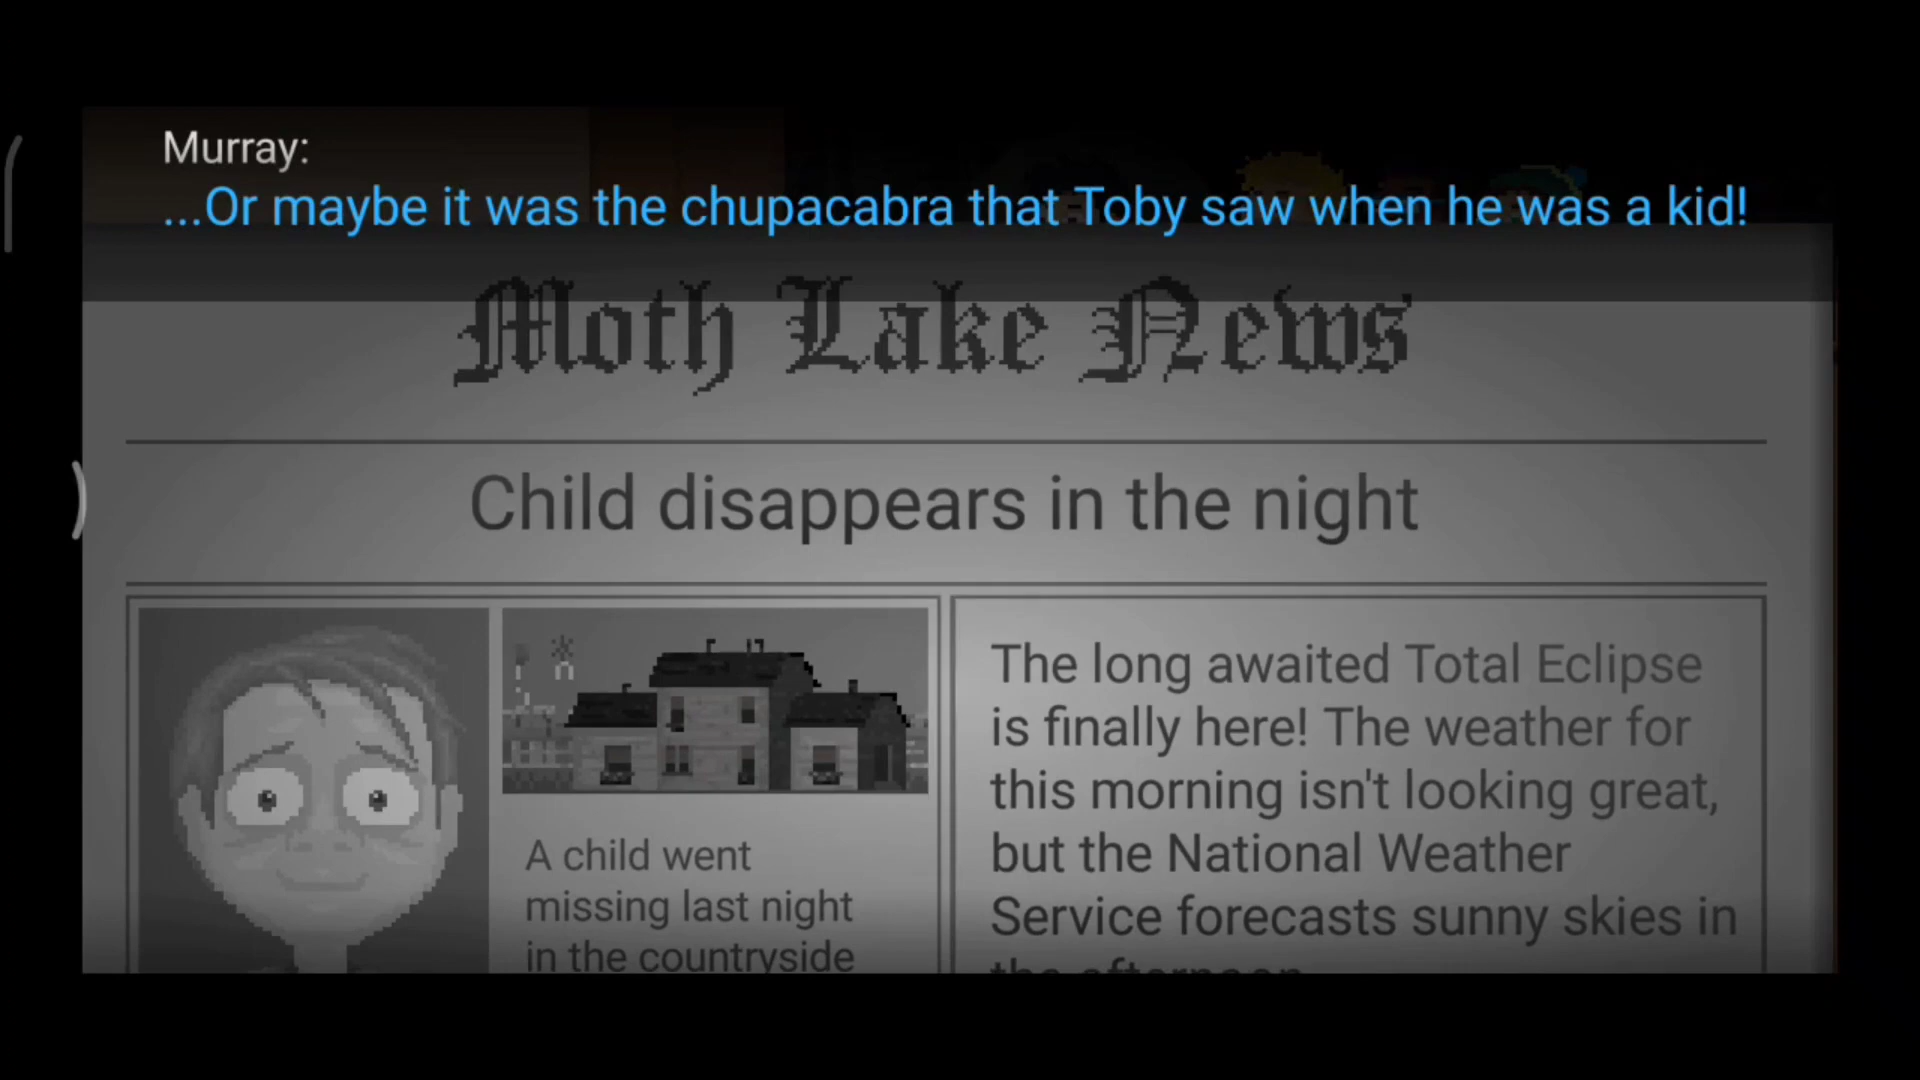 Murray:
...Or maybe it was the chupacabra that Toby saw when he was a kid!
Moth Lake News
Child disappears in the night
A child went
missing last night
in the countryside
The long awaited Total Eclipse
is finally here! The weather for
this morning isn't looking great,
but the National Weather
Service forecasts sunny skies in
the afternoon